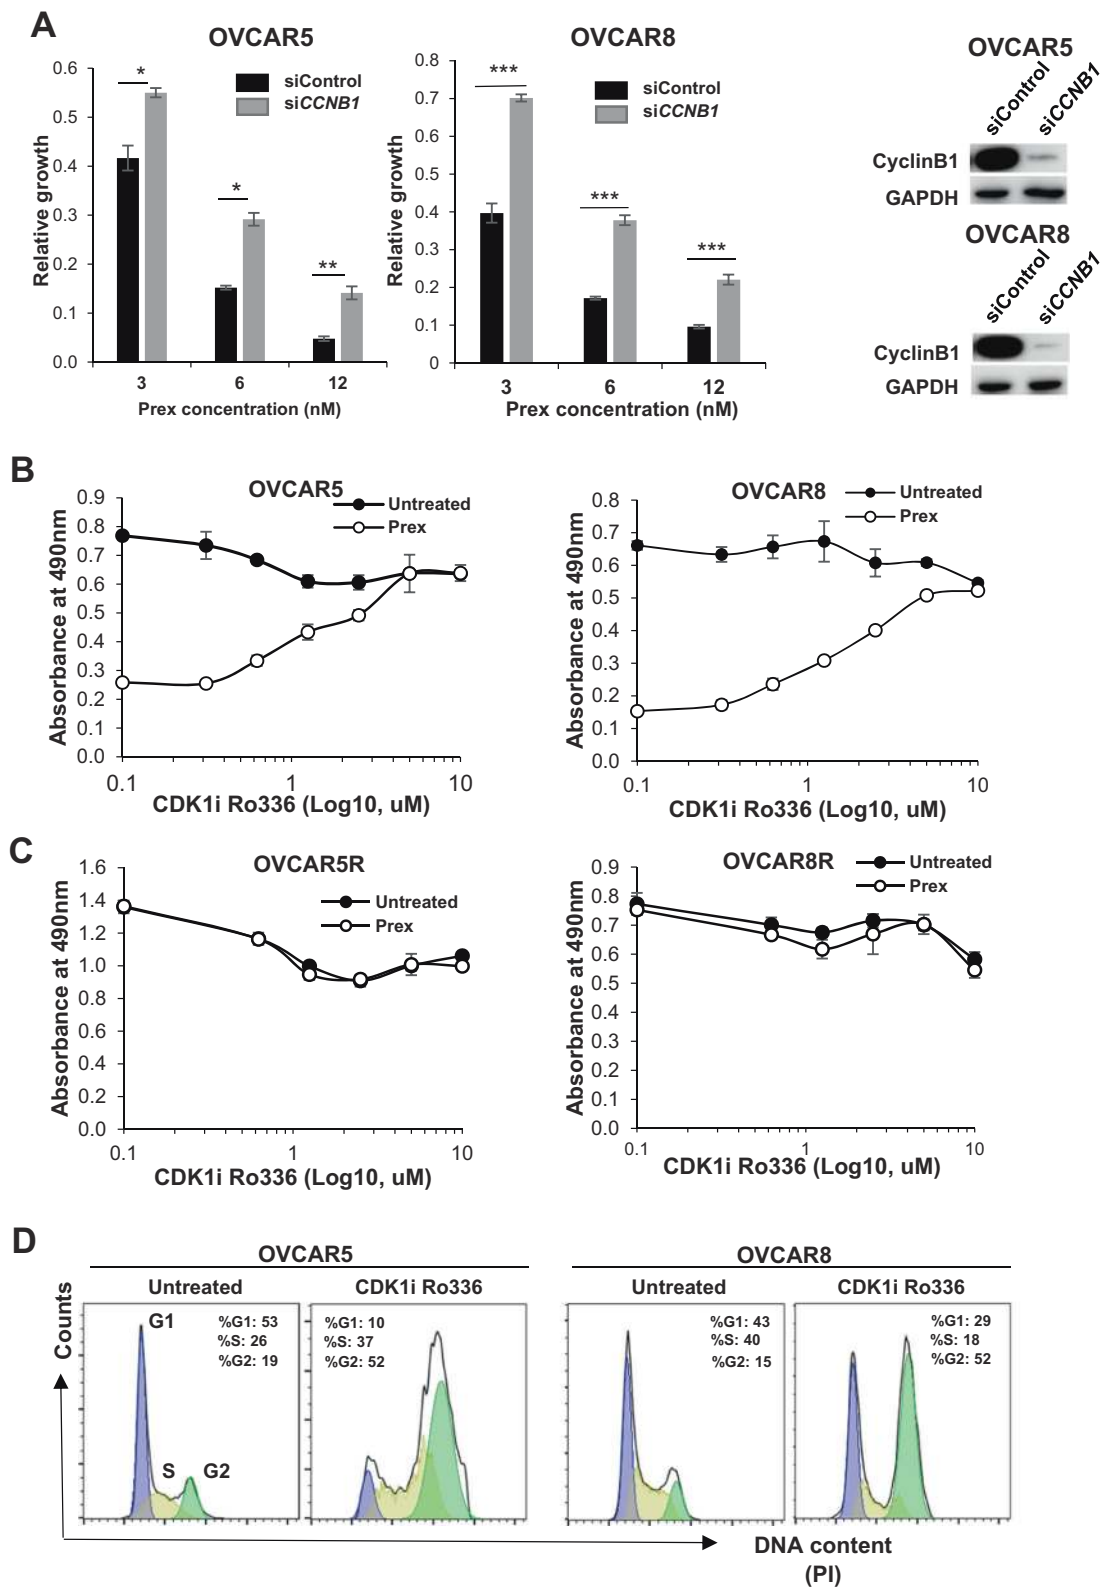 A
OVCAR5
siControl
siCCNB1
Relative growth
0.6
0.5
0.4
0.3
0.2
0.1
0.0
*
*
**
3 6 12
Prex concentration (nM)
OVCAR8
siControl
siCCNB1
Relative growth
0.8
0.7
0.6
0.5
0.4
0.3
0.2
0.1
0
***
***
***
3 6 12
Prex concentration (nM)
OVCAR5
siControl siCCNB1
CyclinB1
GAPDH
OVCAR8
siControl siCCNB1
CyclinB1
GAPDH
B
OVCAR5
Untreated
Prex
Absorbance at 490nm
0.9
0.8
0.7
0.6
0.5
0.4
0.3
0.2
0.1
0.0
0.1 1 10
CDK1i Ro336 (Log10, uM)
OVCAR8
Untreated
Prex
Absorbance at 490nm
0.8
0.7
0.6
0.5
0.4
0.3
0.2
0.1
0.0
0.1 1 10
CDK1i Ro336 (Log10, uM)
C
OVCAR5R
Untreated
Prex
Absorbance at 490nm
1.6
1.4
1.2
1.0
0.8
0.6
0.4
0.2
0.0
0.1 1 10
CDK1i Ro336 (Log10, uM)
OVCAR8R
Untreated
Prex
Absorbance at 490nm
0.9
0.8
0.7
0.6
0.5
0.4
0.3
0.2
0.1
0.0
0.1 1 10
CDK1i Ro336 (Log10, uM)
D
OVCAR5
Untreated
CDK1i Ro336
Counts
G1
S
G2
%G1: 53
%S: 26
%G2: 19
%G1: 10
%S: 37
%G2: 52
OVCAR8
Untreated
CDK1i Ro336
%G1: 43
%S: 40
%G2: 15
%G1: 29
%S: 18
%G2: 52
DNA content
(PI)